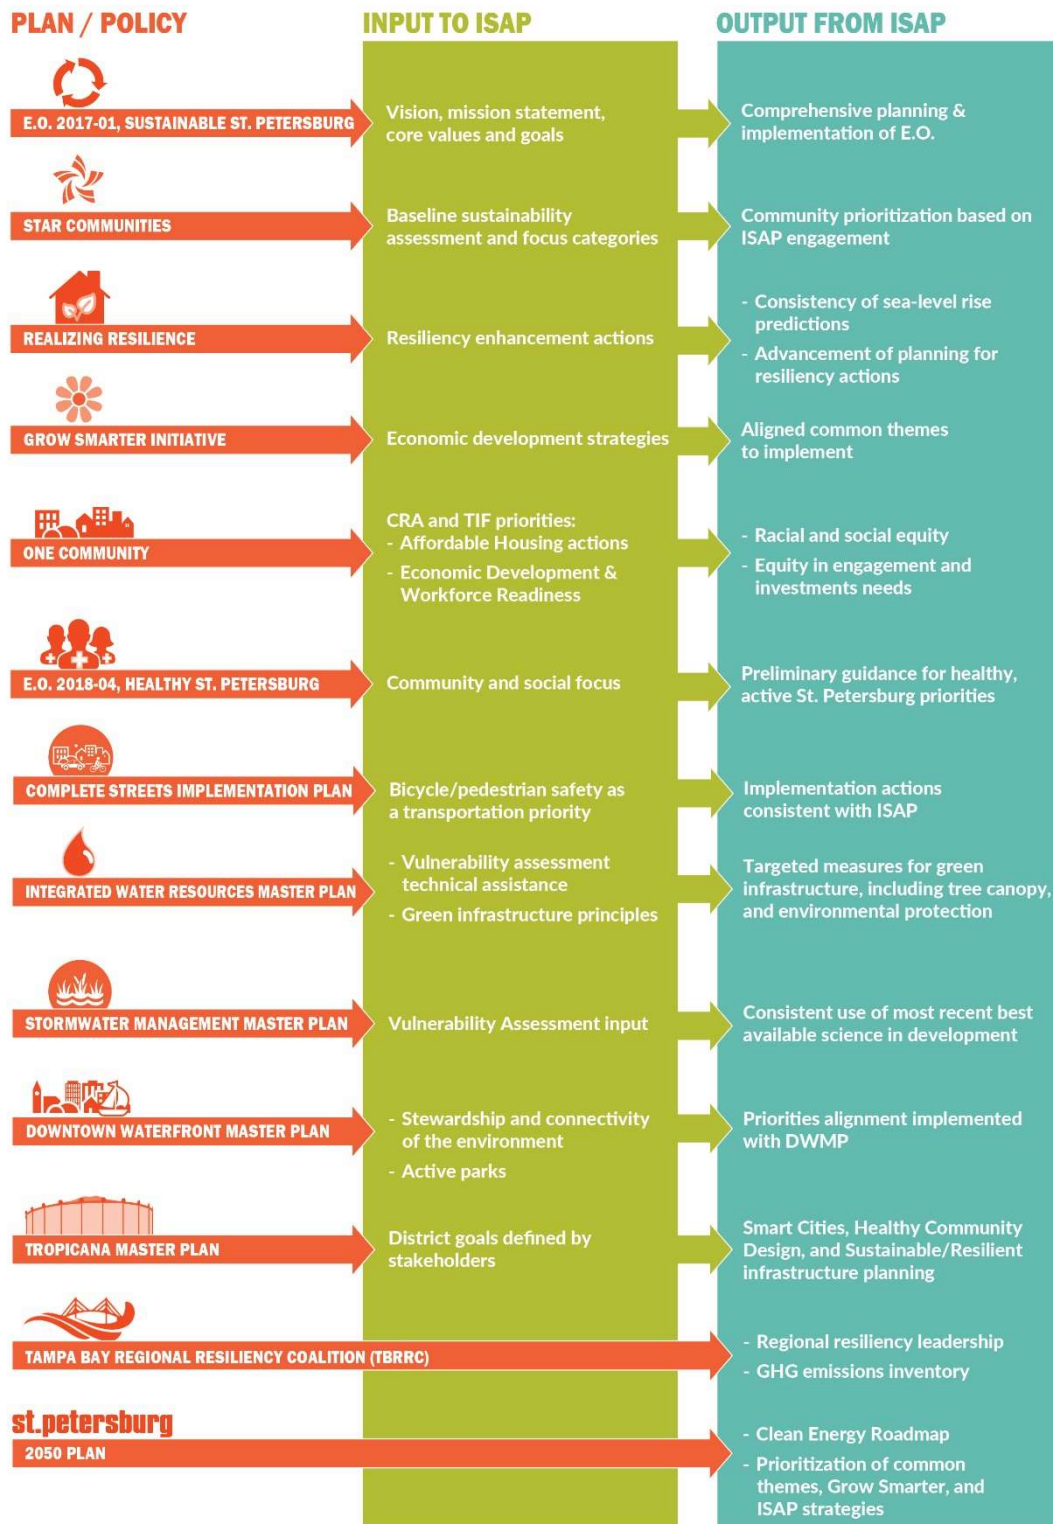 PLAN / POLICY
INPUT TO ISAP
OUTPUT FROM ISAP
E.O. 2017-01, SUSTAINABLE ST. PETERSBURG
Vision, mission statement,
core values and goals
Comprehensive planning &
implementation of E.O.
STAR COMMUNITIES
Baseline sustainability
assessment and focus categories
Community prioritization based on
ISAP engagement
REALIZING RESILIENCE
Resiliency enhancement actions
- Consistency of sea-level rise
predictions
- Advancement of planning for
resiliency actions
GROW SMARTER INITIATIVE
Economic development strategies
Aligned common themes
to implement
ONE COMMUNITY
CRA and TIF priorities:
- Affordable Housing actions
- Economic Development &
Workforce Readiness
- Racial and social equity
- Equity in engagement and
investments needs
E.O. 2018-04, HEALTHY ST. PETERSBURG
Community and social focus
Preliminary guidance for healthy,
active St. Petersburg priorities
COMPLETE STREETS IMPLEMENTATION PLAN
Bicycle/pedestrian safety as
a transportation priority
Implementation actions
consistent with ISAP
INTEGRATED WATER RESOURCES MASTER PLAN
- Vulnerability assessment
technical assistance
- Green infrastructure principles
Targeted measures for green
infrastructure, including tree canopy,
and environmental protection
STORMWATER MANAGEMENT MASTER PLAN
Vulnerability Assessment input
Consistent use of most recent best
available science in development
DOWNTOWN WATERFRONT MASTER PLAN
- Stewardship and connectivity
of the environment
- Active parks
Priorities alignment implemented
with DWMP
TROPICANA MASTER PLAN
District goals defined by
stakeholders
Smart Cities, Healthy Community
Design, and Sustainable/Resilient
infrastructure planning
TAMPA BAY REGIONAL RESILIENCY COALITION (TBRRC)
- Regional resiliency leadership
- GHG emissions inventory
st.petersburg
2050 PLAN
- Clean Energy Roadmap
- Prioritization of common
themes, Grow Smarter, and
ISAP strategies